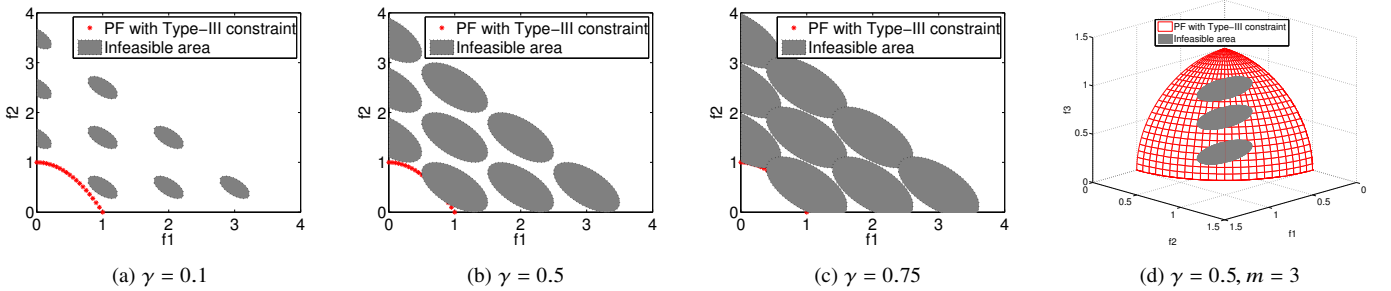 PF with Type-III constraint
Infeasible area
4
3
2
1
0
f2
0 1 2 3 4
f1
(a) γ = 0.1
PF with Type-III constraint
Infeasible area
4
3
2
1
0
f2
0 1 2 3 4
f1
(b) γ = 0.5
PF with Type-III constraint
Infeasible area
4
3
2
1
0
f2
0 1 2 3 4
f1
(c) γ = 0.75
PF with Type-III constraint
Infeasible area
1.5
1
0.5
0
f3
0
0.5
1
1.5
f2
1.5
1
0.5
0
f1
(d) γ = 0.5, m = 3